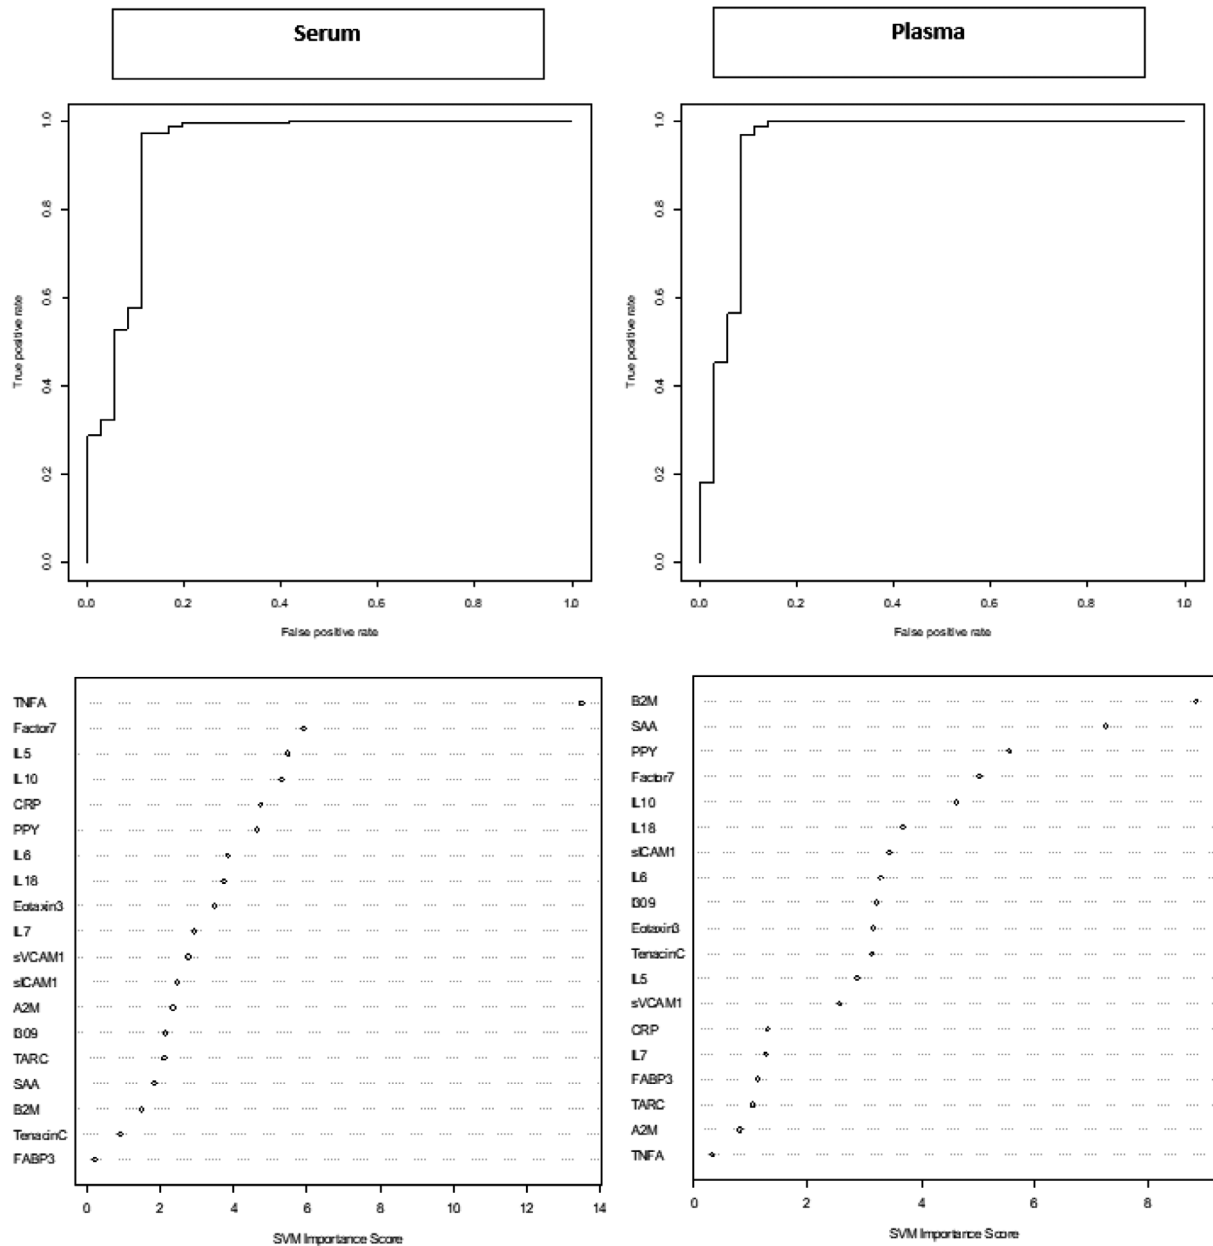 Serum
Plasma
1.0
0.8
0.6
0.4
0.2
0.0
True positive rate
0.0 0.2 0.4 0.6 0.8 1.0
False positive rate
1.0
0.8
0.6
0.4
0.2
0.0
True positive rate
0.0 0.2 0.4 0.6 0.8 1.0
False positive rate
TNFA
Factor7
IL5
IL10
CRP
PPY
IL6
IL18
Eotaxin3
IL7
sVCAM1
sICAM1
A2M
I309
TARC
SAA
B2M
TenacinC
FABP3
0 2 4 6 8 10 12 14
SVM Importance Score
B2M
SAA
PPY
Factor7
IL10
IL18
sICAM1
IL6
I309
Eotaxin3
TenacinC
IL5
sVCAM1
CRP
IL7
FABP3
TARC
A2M
TNFA
0 2 4 6 8
SVM Importance Score